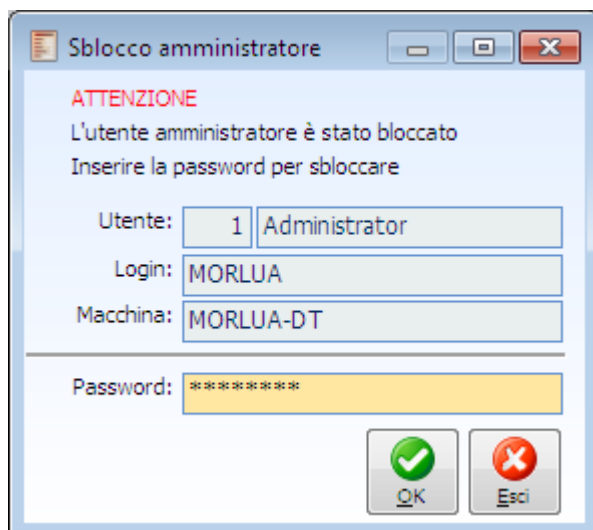 Sblocco amministratore
ATTENZIONE
L'utente amministratore è stato bloccato
Inserire la password per sbloccare
Utente: 1 Administrator
Login: MORLUA
Macchina: MORLUA-DT
Password: ********
OK Esci